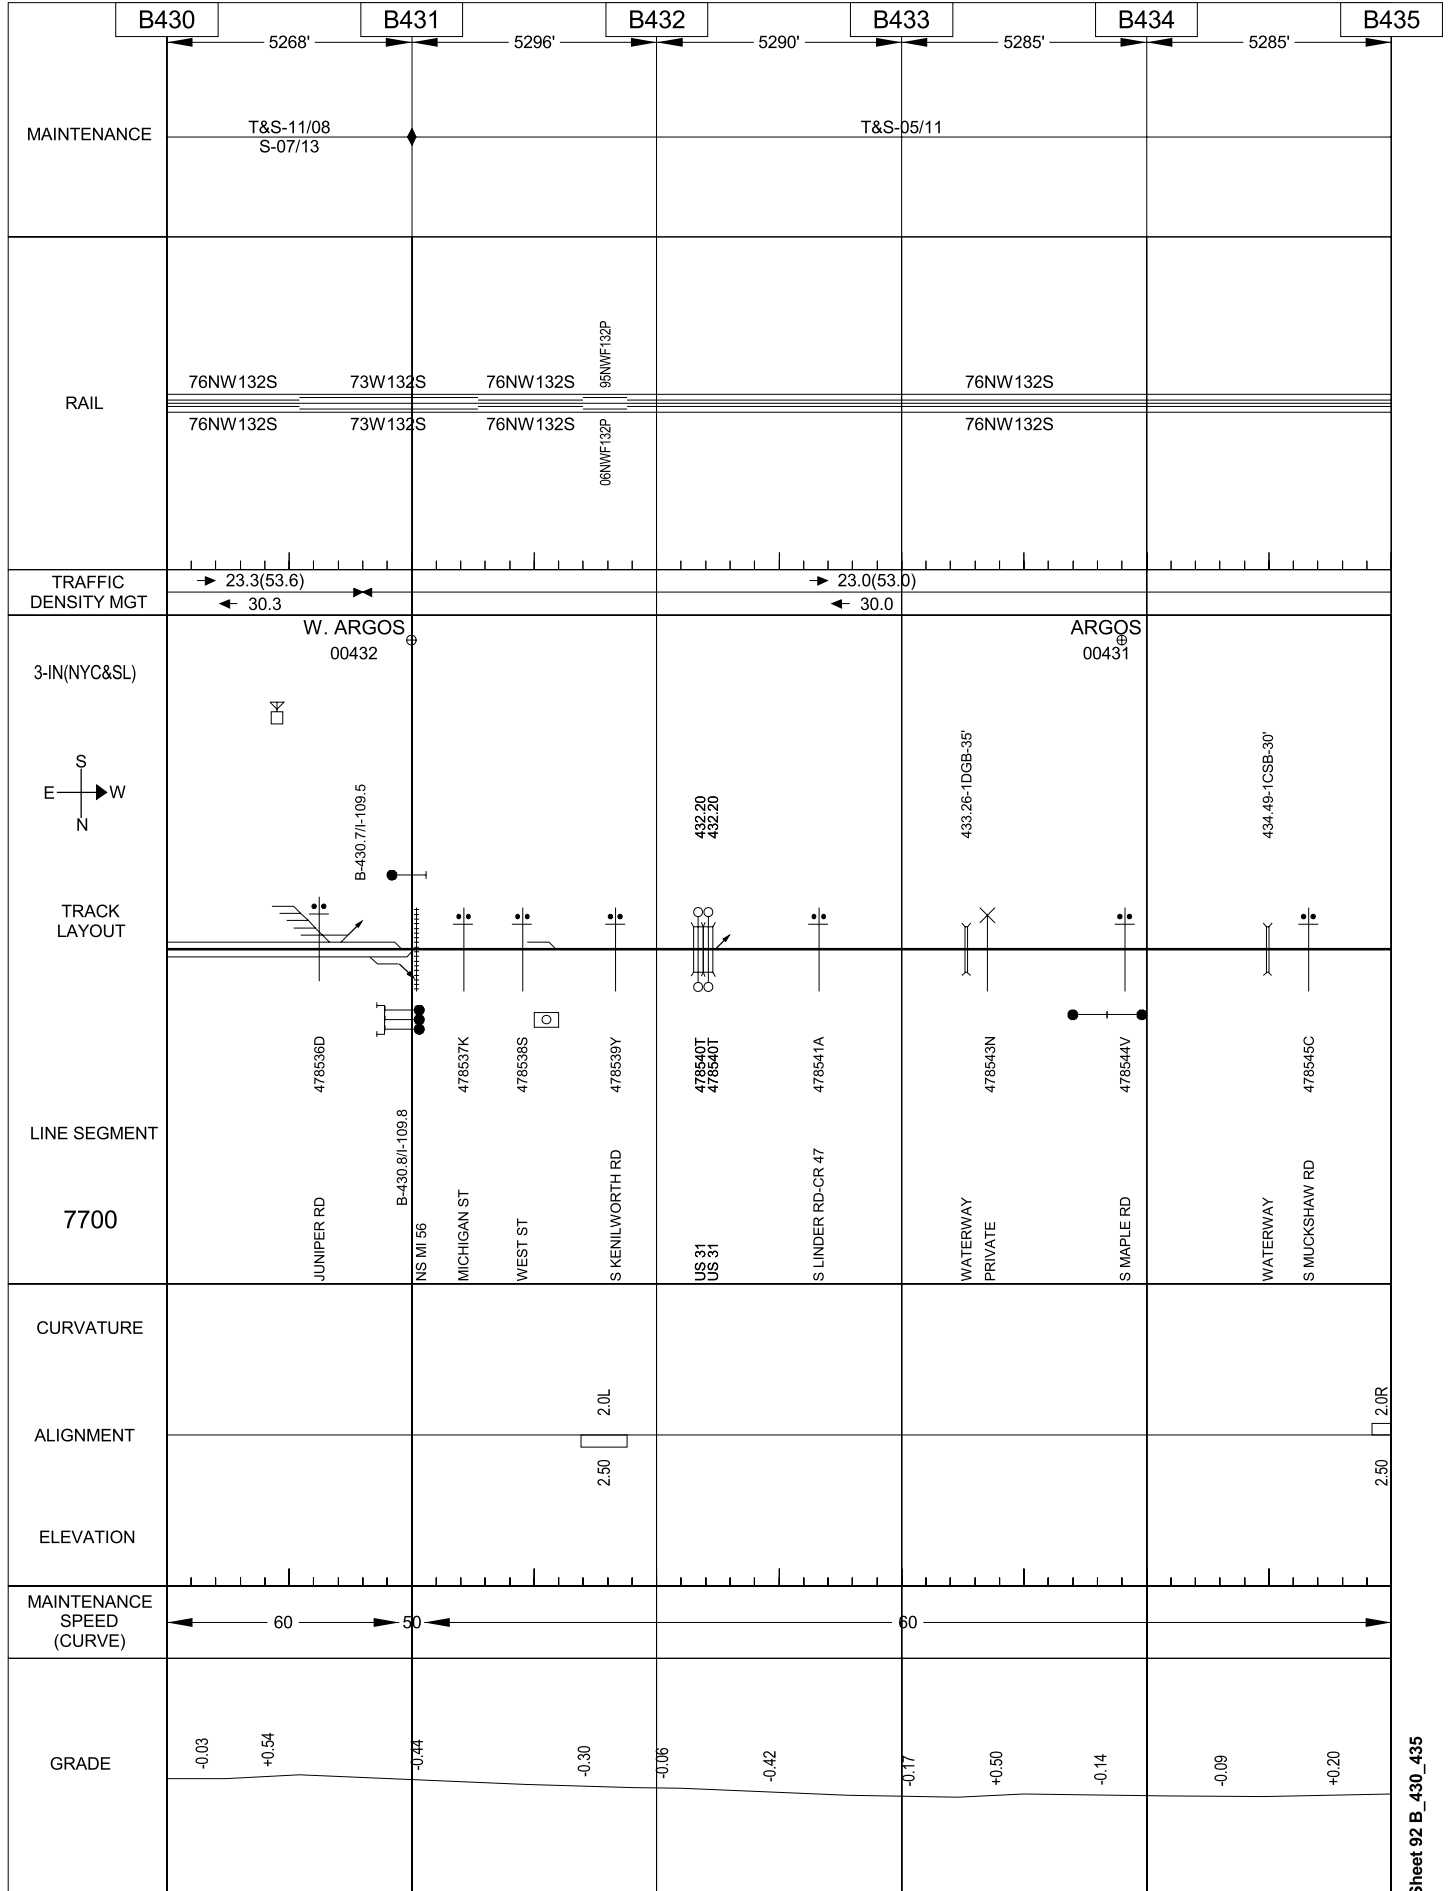 B430 B431 B432 B433 B434 B435
5268' 5296' 5290' 5285' 5285'
MAINTENANCE
T&S-11/08
S-07/13
T&S-05/11
RAIL
76NW132S 73W132S 76NW132S 95NWF132P 76NW132S
76NW132S 73W132S 76NW132S 06NWF132P 76NW132S
TRAFFIC
DENSITY MGT
23.3(53.6) 23.0(53.0)
30.3 30.0
3-IN(NYC&SL)
W. ARGOS
00432
ARGOS
00431
S
E W
N
B-430.7/I-109.5
432.20
432.20
433.26-1DGB-35'
434.49-1CSB-30'
TRACK
LAYOUT
478536D
478537K
478538S
478539Y
478540T
478540T
478541A
478543N
478544V
478545C
LINE SEGMENT
7700
B-430.8/I-109.8
JUNIPER RD
NS MI 56
MICHIGAN ST
WEST ST
S KENILWORTH RD
US 31
US 31
S LINDER RD-CR 47
WATERWAY
PRIVATE
S MAPLE RD
WATERWAY
S MUCKSHAW RD
CURVATURE
2.0L
2.0R
ALIGNMENT
2.50
2.50
ELEVATION
MAINTENANCE
SPEED
(CURVE)
60 50 60
GRADE
-0.03
+0.54
-0.44
-0.30
-0.06
-0.42
-0.17
+0.50
-0.14
-0.09
+0.20
Sheet 92 B_430_435